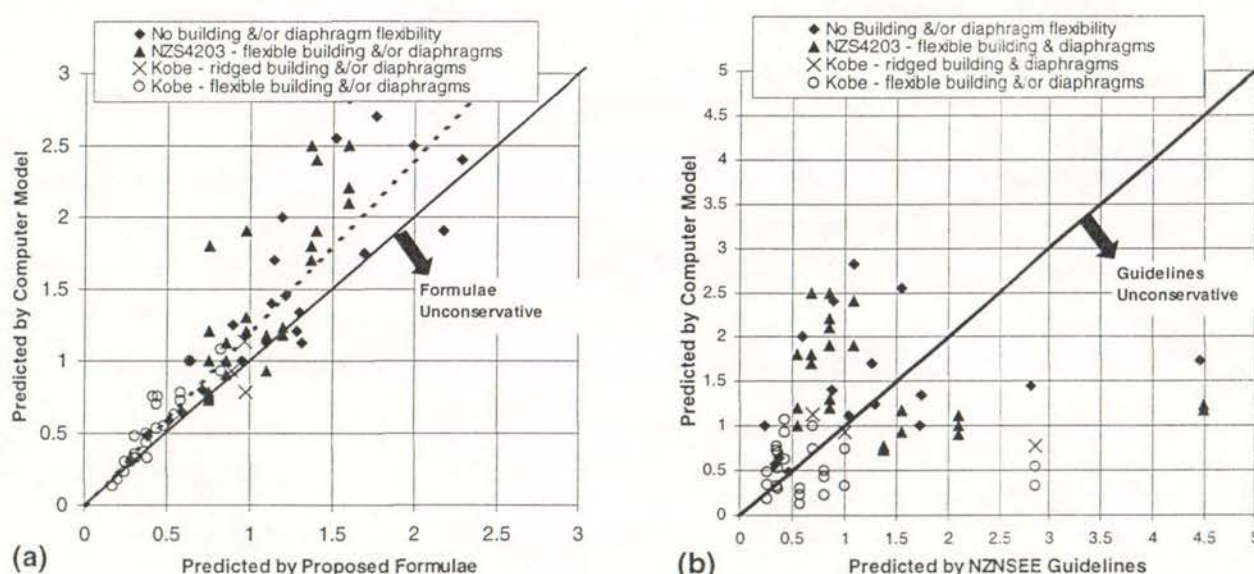 No building &/or diaphragm flexibility
NZS4203 - flexible building &/or diaphragms
Kobe - ridged building &/or diaphragms
Kobe - flexible building &/or diaphragms
3
2.5
2
1.5
1
0.5
0
0
0.5
1
1.5
2
2.5
3
Predicted by Computer Model
Formulae
Unconservative
(a)
Predicted by Proposed Formulae
No Building &/or diaphragm flexibility
NZS4203 - flexible building & diaphragms
Kobe - ridged building & diaphragms
Kobe - flexible building &/or diaphragms
5
4.5
4
3.5
3
2.5
2
1.5
1
0.5
0
0
0.5
1
1.5
2
2.5
3
3.5
4
4.5
5
Predicted by Computer Model
Guidelines
Unconservative
(b)
Predicted by NZNSEE Guidelines